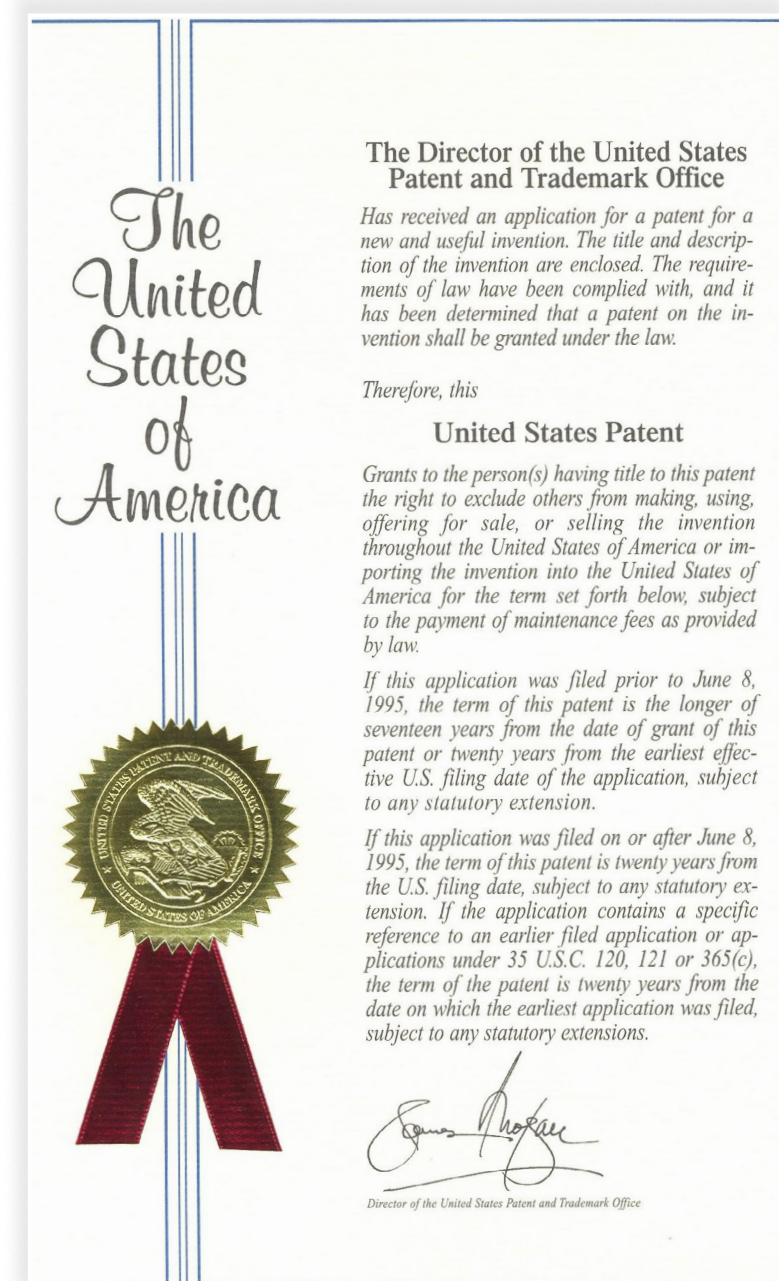 The
United
States
of
America
The Director of the United States
Patent and Trademark Office
Has received an application for a patent for a
new and useful invention. The title and descrip-
tion of the invention are enclosed. The require-
ments of law have been complied with, and it
has been determined that a patent on the in-
vention shall be granted under the law.
Therefore, this
United States Patent
Grants to the person(s) having title to this patent
the right to exclude others from making, using,
offering for sale, or selling the invention
throughout the United States of America or im-
porting the invention into the United States of
America for the term set forth below, subject
to the payment of maintenance fees as provided
by law.
If this application was filed prior to June 8,
1995, the term of this patent is the longer of
seventeen years from the date of grant of this
patent or twenty years from the earliest effec-
tive U.S. filing date of the application, subject
to any statutory extension.
If this application was filed on or after June 8,
1995, the term of this patent is twenty years from
the U.S. filing date, subject to any statutory ex-
tension. If the application contains a specific
reference to an earlier filed application or ap-
plications under 35 U.S.C. 120, 121 or 365(c),
the term of the patent is twenty years from the
date on which the earliest application was filed,
subject to any statutory extensions.
Director of the United States Patent and Trademark Office
UNITED STATES PATENT AND TRADEMARK OFFICE
UNITED STATES OF AMERICA